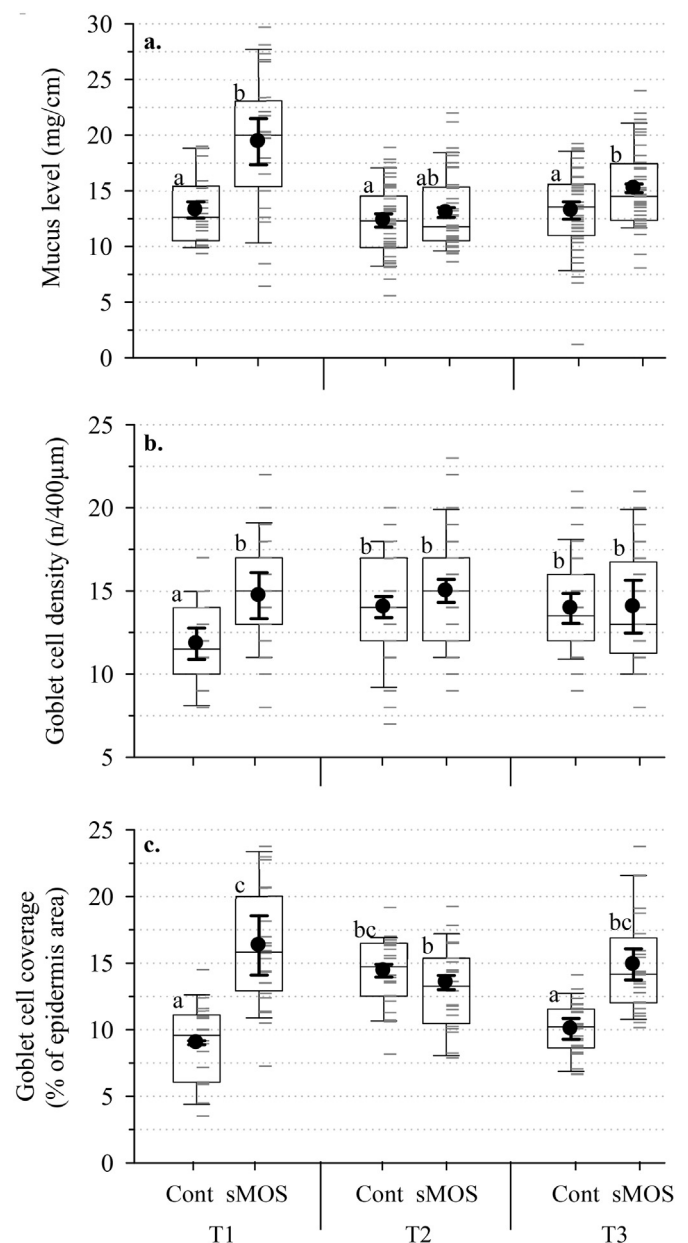 a.
Mucus level (mg/cm)
30
25
20
15
10
5
0
a
b
a
ab
a
b
b.
Goblet cell density (n/400µm)
25
20
15
10
5
a
b
b
b
b
b
c.
Goblet cell coverage
(% of epidermis area)
25
20
15
10
5
0
a
c
bc
b
a
bc
Cont sMOS Cont sMOS Cont sMOS
T1 T2 T3